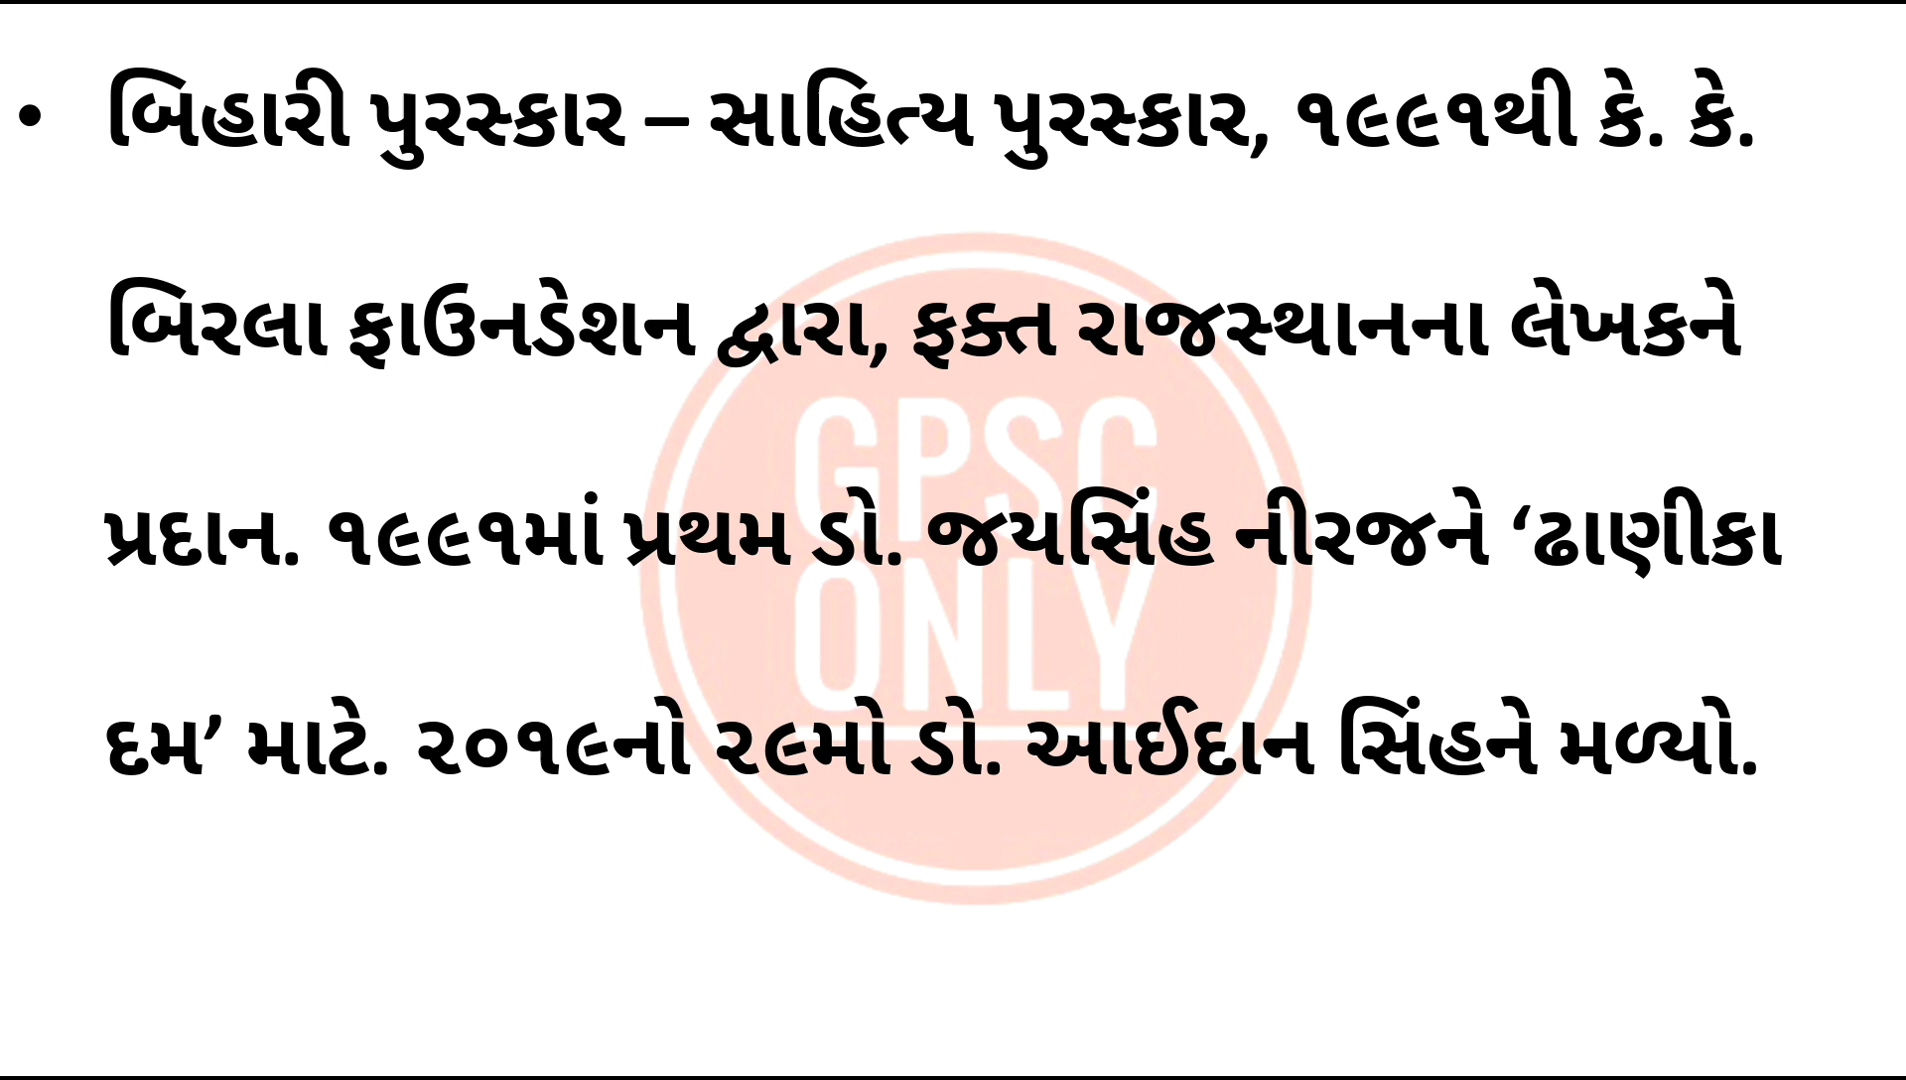 • બિહારી પુરસ્કાર – સાહિત્ય પુરસ્કાર, ૧૯૯૧થી કે. કે.
બિરલા ફાઉનડેશન દ્વારા, ફક્ત રાજસ્થાનના લેખકને
પ્રદાન. ૧૯૯૧માં પ્રથમ ડો. જયસિંહ નીરજને ‘ઢાણીકા
દમ’ માટે. ૨૦૧૯નો ૨૯મો ડો. આઈદાન સિંહને મળ્યો.
GPSC
ONLY